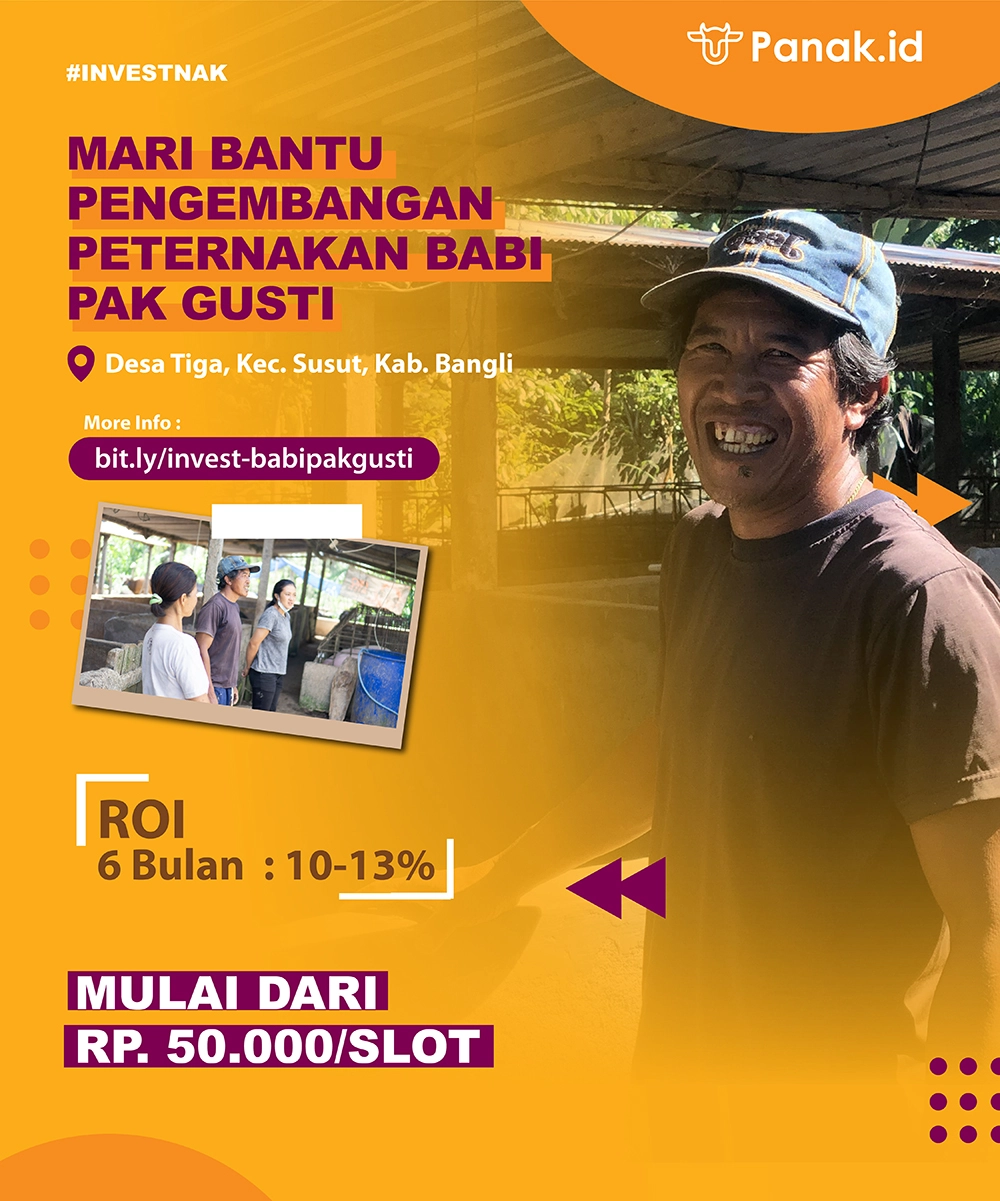 Panak.id
#INVESTNAK
MARI BANTU
PENGEMBANGAN
PETERNAKAN BABI
PAK GUSTI
Desa Tiga, Kec. Susut, Kab. Bangli
More Info :
bit.ly/invest-babipakgusti
ROI
6 Bulan : 10-13%
MULAI DARI
RP. 50.000/SLOT